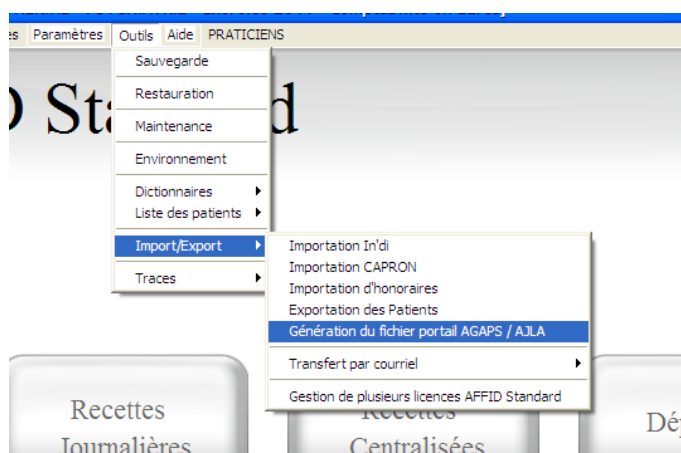 Paramètres Outils Aide PRATICIENS
Sauvegarde
Restauration
Maintenance
Environnement
Dictionnaires
Liste des patients
Import/Export
Traces
Importation In'di
Importation CAPRON
Importation d'honoraires
Exportation des Patients
Génération du fichier portail AGAPS / AJLA
Transfert par courriel
Gestion de plusieurs licences AFFID Standard
Recettes
Journalières
Recettes
Centralisées